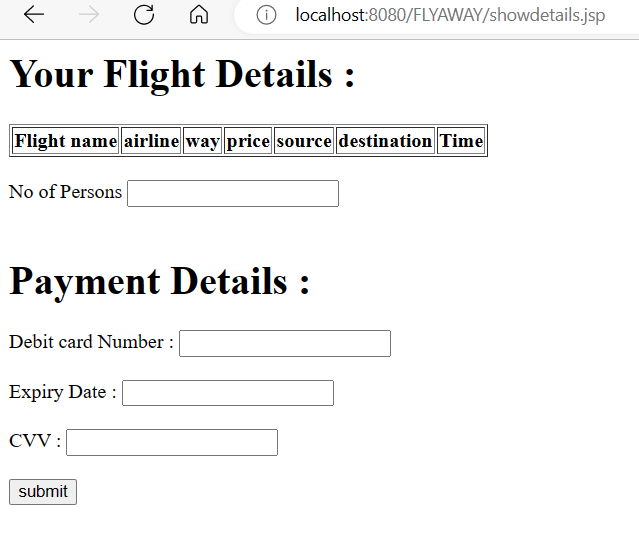 localhost:8080/FLYAWAY/showdetails.jsp
Your Flight Details :
Flight name airline way price source destination Time
No of Persons
Payment Details :
Debit card Number :
Expiry Date :
CVV :
submit